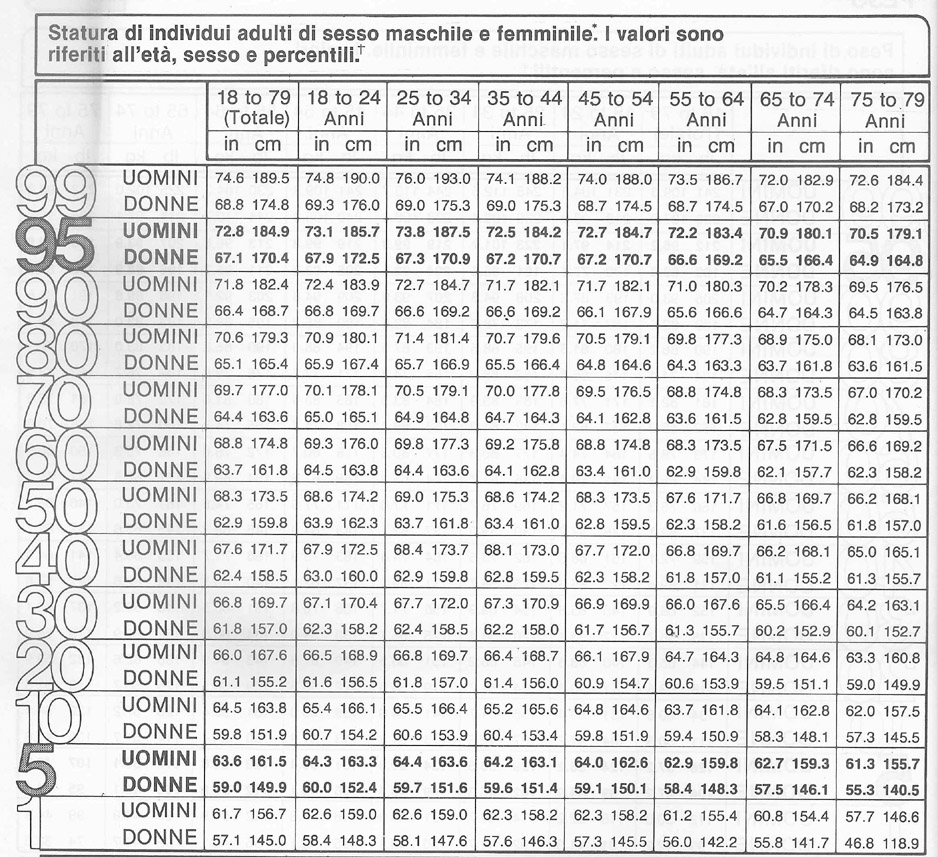 Statura di individui adulti di sesso maschile e femminile.* I valori sono
riferiti all'età, sesso e percentili.†
18 to 79 18 to 24 25 to 34 35 to 44 45 to 54 55 to 64 65 to 74 75 to 79
(Totale) Anni Anni Anni Anni Anni Anni Anni
in cm in cm in cm in cm in cm in cm in cm in cm
99
UOMINI 74.6 189.5 74.8 190.0 76.0 193.0 74.1 188.2 74.0 188.0 73.5 186.7 72.0 182.9 72.6 184.4
DONNE 68.8 174.8 69.3 176.0 69.0 175.3 69.0 175.3 68.7 174.5 68.7 174.5 67.0 170.2 68.2 173.2
95
UOMINI 72.8 184.9 73.1 185.7 73.8 187.5 72.5 184.2 72.7 184.7 72.2 183.4 70.9 180.1 70.5 179.1
DONNE 67.1 170.4 67.9 172.5 67.3 170.9 67.2 170.7 67.2 170.7 66.6 169.2 65.5 166.4 64.9 164.8
90
UOMINI 71.8 182.4 72.4 183.9 72.7 184.7 71.7 182.1 71.7 182.1 71.0 180.3 70.2 178.3 69.5 176.5
DONNE 66.4 168.7 66.8 169.7 66.6 169.2 66.6 169.2 66.1 167.9 65.6 166.6 64.7 164.3 64.5 163.8
80
UOMINI 70.6 179.3 70.9 180.1 71.4 181.4 70.7 179.6 70.5 179.1 69.8 177.3 68.9 175.0 68.1 173.0
DONNE 65.1 165.4 65.9 167.4 65.7 166.9 65.5 166.4 64.8 164.6 64.3 163.3 63.7 161.8 63.6 161.5
70
UOMINI 69.7 177.0 70.1 178.1 70.5 179.1 70.0 177.8 69.5 176.5 68.8 174.8 68.3 173.5 67.0 170.2
DONNE 64.4 163.6 65.0 165.1 64.9 164.8 64.7 164.3 64.1 162.8 63.6 161.5 62.8 159.5 62.8 159.5
60
UOMINI 68.8 174.8 69.3 176.0 69.8 177.3 69.2 175.8 68.8 174.8 68.3 173.5 67.5 171.5 66.6 169.2
DONNE 63.7 161.8 64.5 163.8 64.4 163.6 64.1 162.8 63.4 161.0 62.9 159.8 62.1 157.7 62.3 158.2
50
UOMINI 68.3 173.5 68.6 174.2 69.0 175.3 68.6 174.2 68.3 173.5 67.6 171.7 66.8 169.7 66.2 168.1
DONNE 62.9 159.8 63.9 162.3 63.7 161.8 63.4 161.0 62.8 159.5 62.3 158.2 61.6 156.5 61.8 157.0
40
UOMINI 67.6 171.7 67.9 172.5 68.4 173.7 68.1 173.0 67.7 172.0 66.8 169.7 66.2 168.1 65.0 165.1
DONNE 62.4 158.5 63.0 160.0 62.9 159.8 62.8 159.5 62.3 158.2 61.8 157.0 61.1 155.2 61.3 155.7
30
UOMINI 66.8 169.7 67.1 170.4 67.7 172.0 67.3 170.9 66.9 169.9 66.0 167.6 65.5 166.4 64.2 163.1
DONNE 61.8 157.0 62.3 158.2 62.4 158.5 62.2 158.0 61.7 156.7 61.3 155.7 60.2 152.9 60.1 152.7
20
UOMINI 66.0 167.6 66.5 168.9 66.8 169.7 66.4 168.7 66.1 167.9 64.7 164.3 64.8 164.6 63.3 160.8
DONNE 61.1 155.2 61.6 156.5 61.8 157.0 61.4 156.0 60.9 154.7 60.6 153.9 59.5 151.1 59.0 149.9
10
UOMINI 64.5 163.8 65.4 166.1 65.5 166.4 65.2 165.6 64.8 164.6 63.7 161.8 64.1 162.8 62.0 157.5
DONNE 59.8 151.9 60.7 154.2 60.6 153.9 60.4 153.4 59.8 151.9 59.4 150.9 58.3 148.1 57.3 145.5
5
UOMINI 63.6 161.5 64.3 163.3 64.4 163.6 64.2 163.1 64.0 162.6 62.9 159.8 62.7 159.3 61.3 155.7
DONNE 59.0 149.9 60.0 152.4 59.7 151.6 59.6 151.4 59.1 150.1 58.4 148.3 57.5 146.1 55.3 140.5
1
UOMINI 61.7 156.7 62.6 159.0 62.6 159.0 62.3 158.2 62.3 158.2 61.2 155.4 60.8 154.4 57.7 146.6
DONNE 57.1 145.0 58.4 148.3 58.1 147.6 57.6 146.3 57.3 145.5 56.0 142.2 55.8 141.7 46.8 118.9